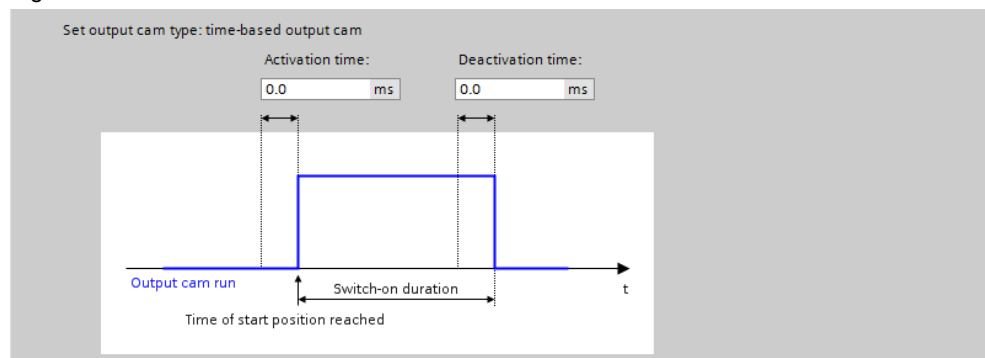 Set output cam type: time-based output cam
Activation time: Deactivation time:
0.0 ms 0.0 ms
Output cam run Switch-on duration t
Time of start position reached